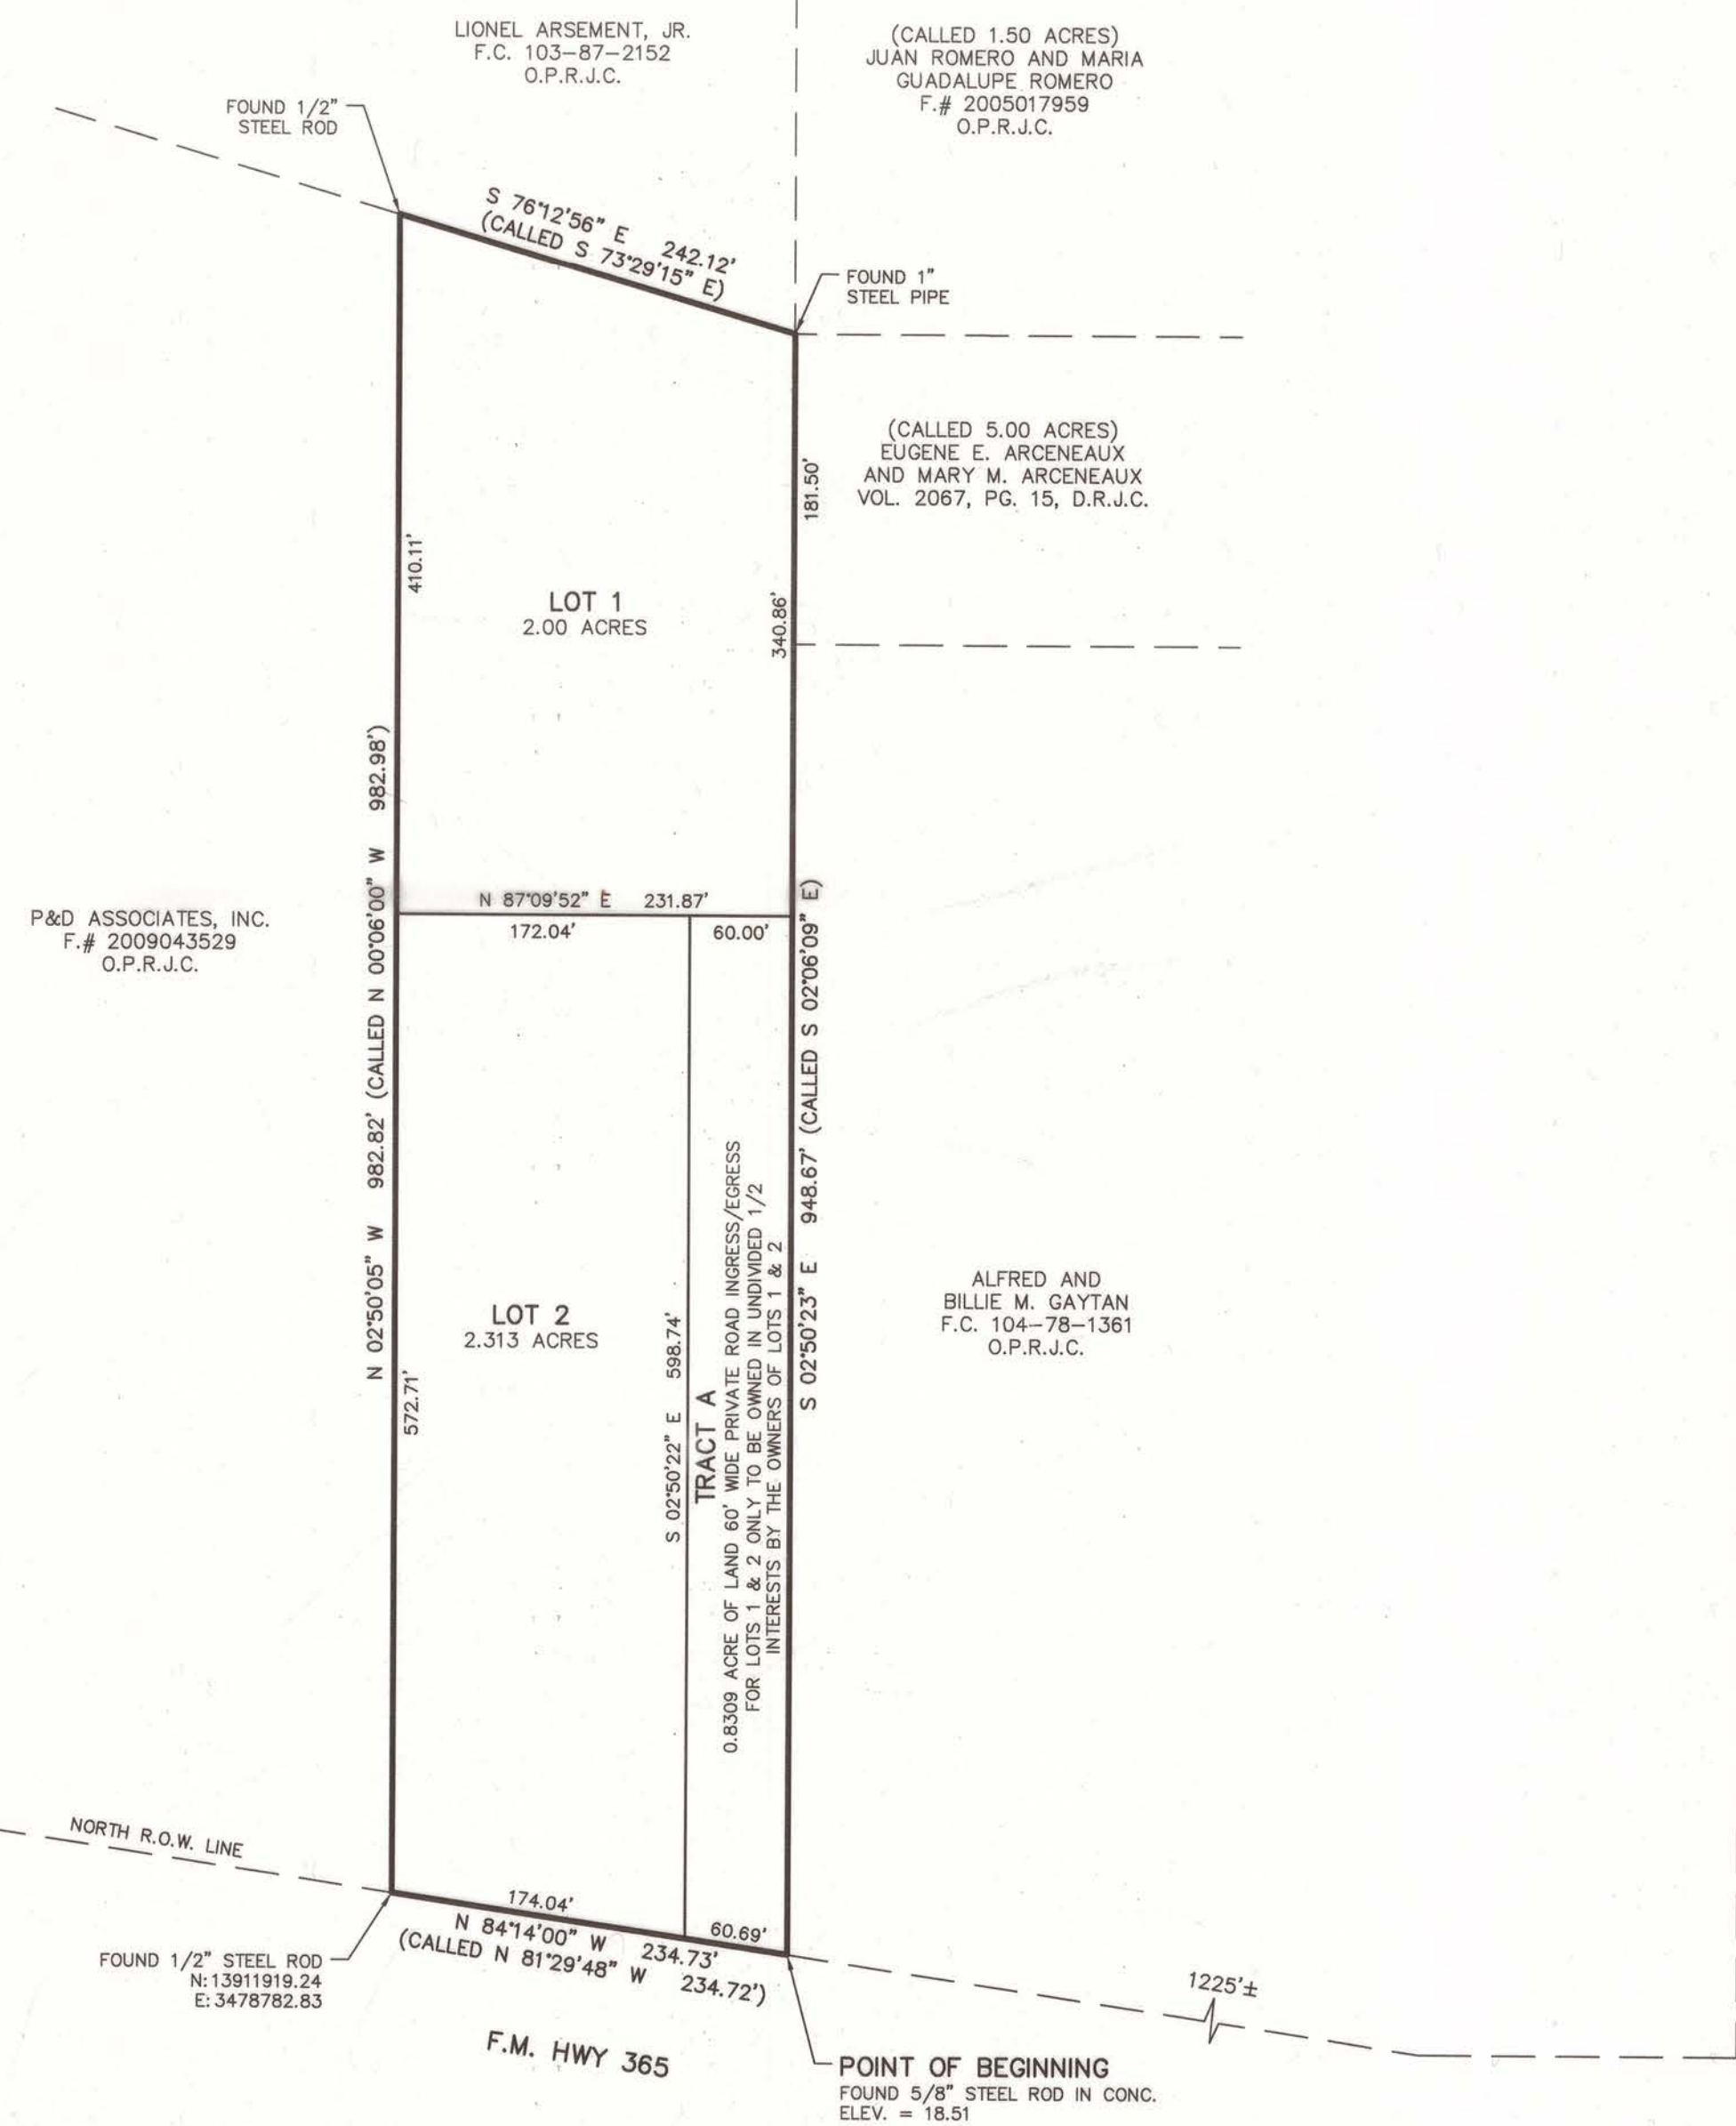 LIONEL ARSEMENT, JR.
F.C. 103-87-2152
O.P.R.J.C.
(CALLED 1.50 ACRES)
JUAN ROMERO AND MARIA
GUADALUPE ROMERO
F.# 2005017959
O.P.R.J.C.
FOUND 1/2"
STEEL ROD
S 76°12'56" E 242.12'
(CALLED S 73°29'15" E)
FOUND 1"
STEEL PIPE
(CALLED 5.00 ACRES)
EUGENE E. ARCENEAUX
AND MARY M. ARCENEAUX
VOL. 2067, PG. 15, D.R.J.C.
181.50'
410.11'
LOT 1
2.00 ACRES
340.86'
N 87°09'52" E 231.87'
172.04'
60.00'
P&D ASSOCIATES, INC.
F.# 2009043529
O.P.R.J.C.
N 02°50'05" W 982.82' (CALLED N 00°06'00" W 982.98')
S 02°50'23" E 948.67' (CALLED S 02°06'09" E)
LOT 2
2.313 ACRES
572.71'
S 02°50'22" E 598.74'
TRACT A
0.8309 ACRE OF LAND 60' WIDE PRIVATE ROAD INGRESS/EGRESS
FOR LOTS 1 & 2 ONLY TO BE OWNED IN UNDIVIDED 1/2
INTERESTS BY THE OWNERS OF LOTS 1 & 2
ALFRED AND
BILLIE M. GAYTAN
F.C. 104-78-1361
O.P.R.J.C.
NORTH R.O.W. LINE
174.04'
60.69'
N 84°14'00" W 234.73'
(CALLED N 81°29'48" W 234.72')
FOUND 1/2" STEEL ROD
N:13911919.24
E:3478782.83
1225'±
F.M. HWY 365
POINT OF BEGINNING
FOUND 5/8" STEEL ROD IN CONC.
ELEV. = 18.51